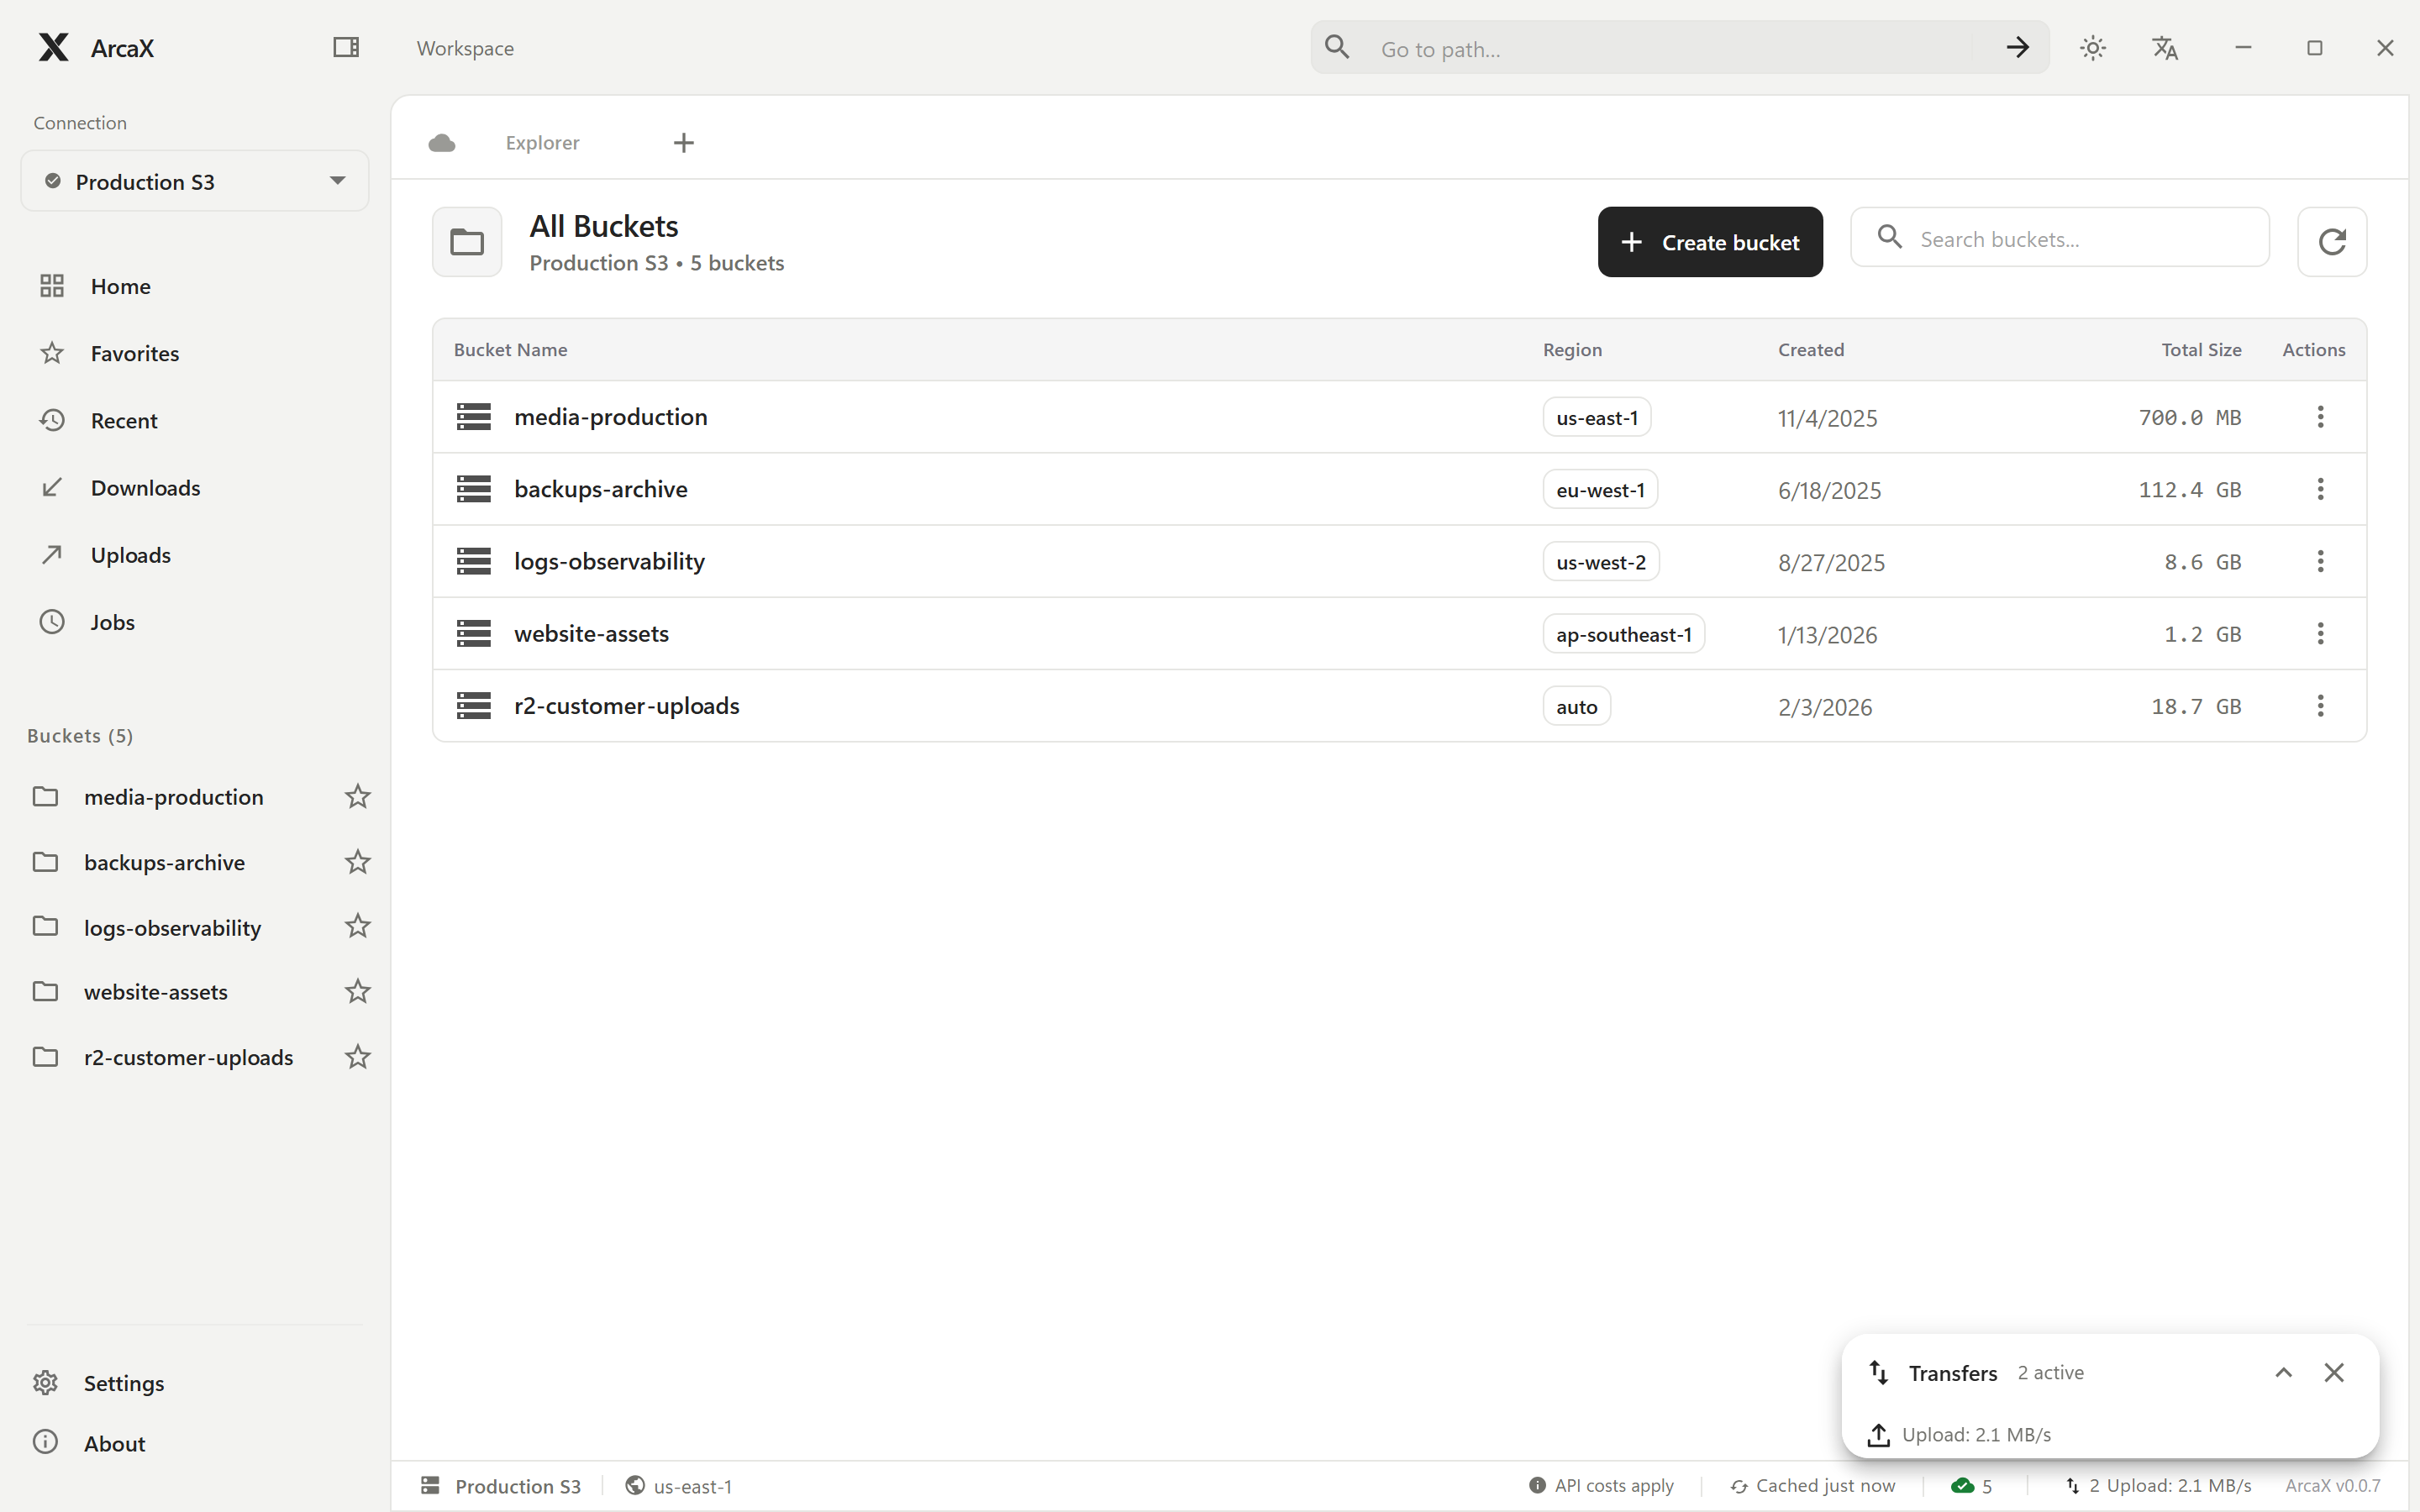 ArcaX
Workspace
Go to path...
Connection
Production S3
Home
Favorites
Recent
Downloads
Uploads
Jobs
Buckets (5)
media-production
backups-archive
logs-observability
website-assets
r2-customer-uploads
Settings
About
Explorer
All Buckets
Production S3 • 5 buckets
Create bucket
Search buckets...
Bucket Name Region Created Total Size Actions
media-production us-east-1 11/4/2025 700.0 MB
backups-archive eu-west-1 6/18/2025 112.4 GB
logs-observability us-west-2 8/27/2025 8.6 GB
website-assets ap-southeast-1 1/13/2026 1.2 GB
r2-customer-uploads auto 2/3/2026 18.7 GB
Transfers 2 active
Upload: 2.1 MB/s
Production S3 us-east-1 API costs apply Cached just now 5 2 Upload: 2.1 MB/s ArcaX v0.0.7